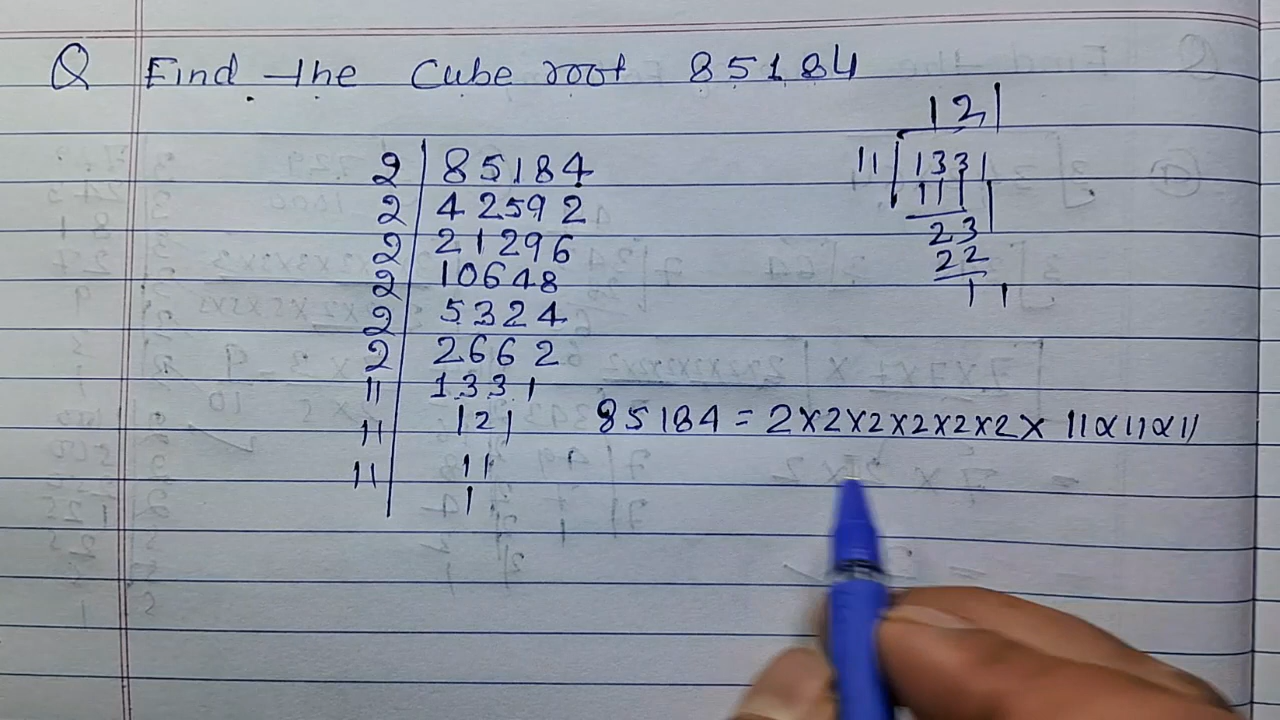 Q Find the Cube root 85184
2 | 85184
2 | 42592
2 | 21296
2 | 10648
2 | 5324
2 | 2662
11 | 1331
11 | 121
11 | 11
1
121
11 | 1331
11
23
22
11
85184 = 2×2×2×2×2×2× 11×11×11